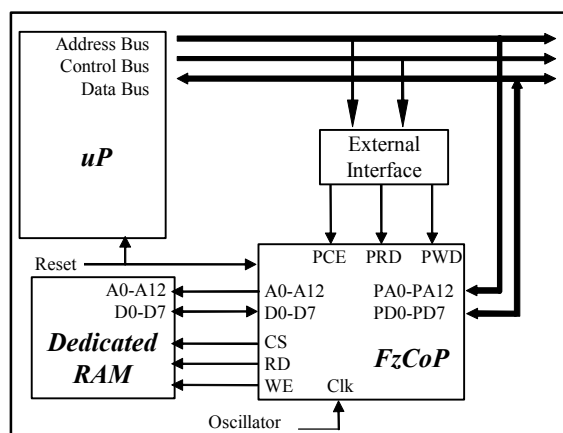 Address Bus
Control Bus
Data Bus
uP
External
Interface
Reset
PCE PRD PWD
A0-A12 A0-A12 PA0-PA12
D0-D7 D0-D7 PD0-PD7
Dedicated
RAM
CS
RD
WE
FzCoP
Clk
Oscillator